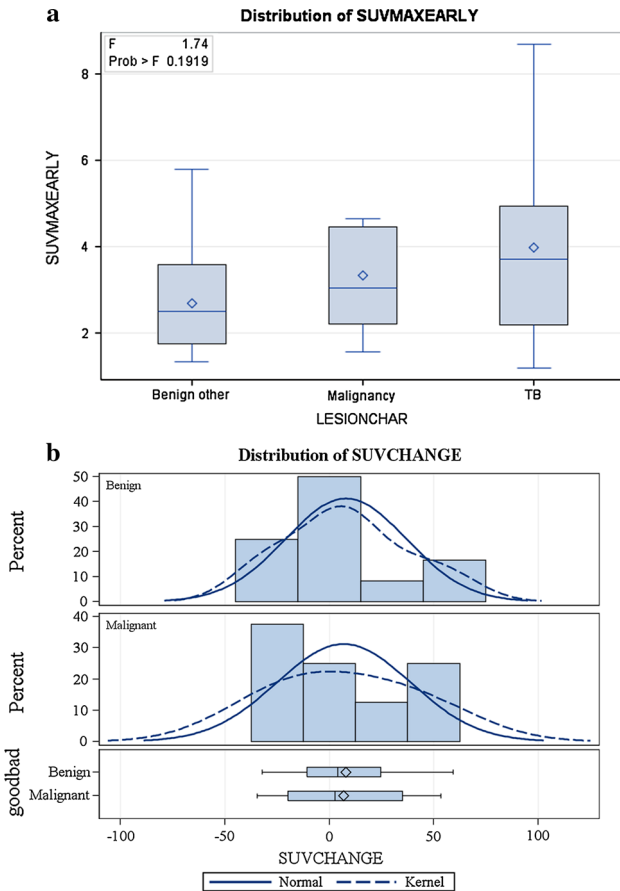 a
Distribution of SUVMAXEARLY
F 1.74
Prob > F 0.1919
SUVMAXEARLY
8
6
4
2
Benign other Malignancy TB
LESIONCHAR
b
Distribution of SUVCHANGE
Benign
Percent
50
40
30
20
10
0
Malignant
Percent
40
30
20
10
0
goodbad
Benign
Malignant
-100 -50 0 50 100
SUVCHANGE
Normal Kernel